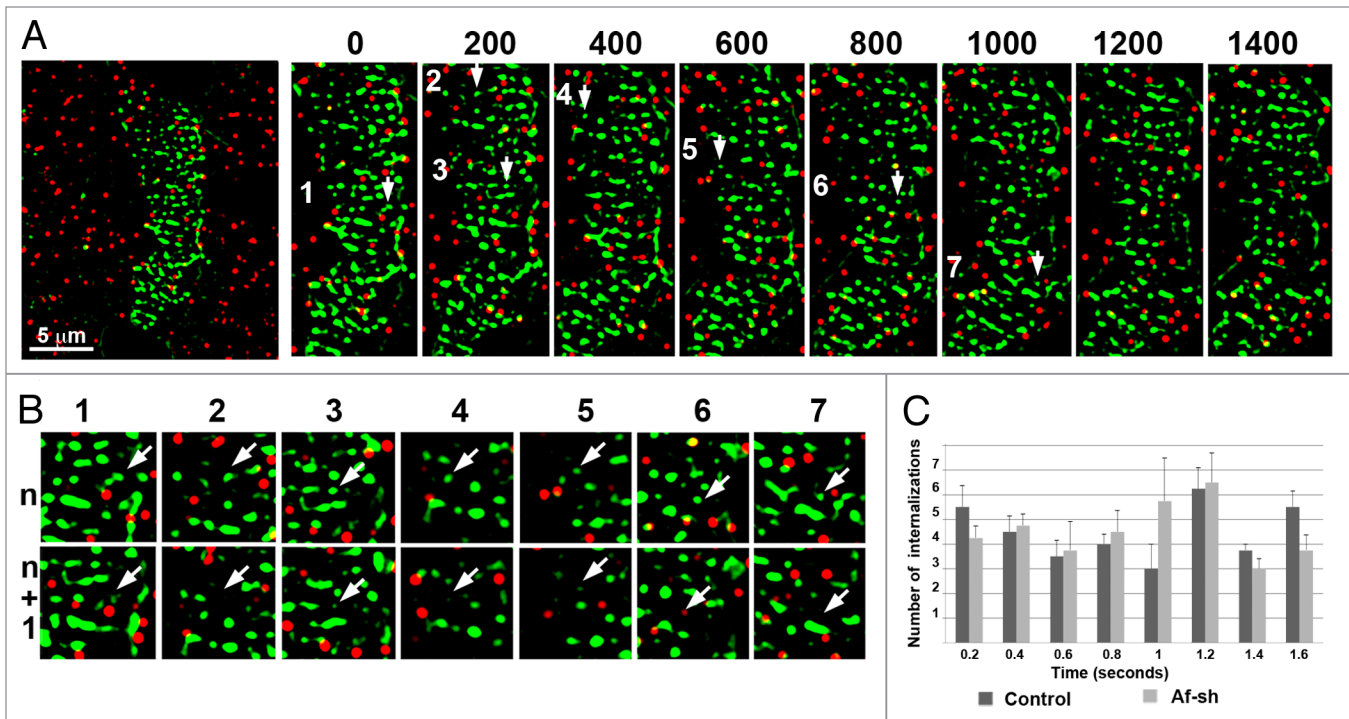 A
0 200 400 600 800 1000 1200 1400
1
2
3
4
5
6
7
5 μm
B
1 2 3 4 5 6 7
n
n
+
1
C
Number of internalizations
7
6
5
4
3
2
1
0.2 0.4 0.6 0.8 1 1.2 1.4 1.6
Time (seconds)
Control Af-sh